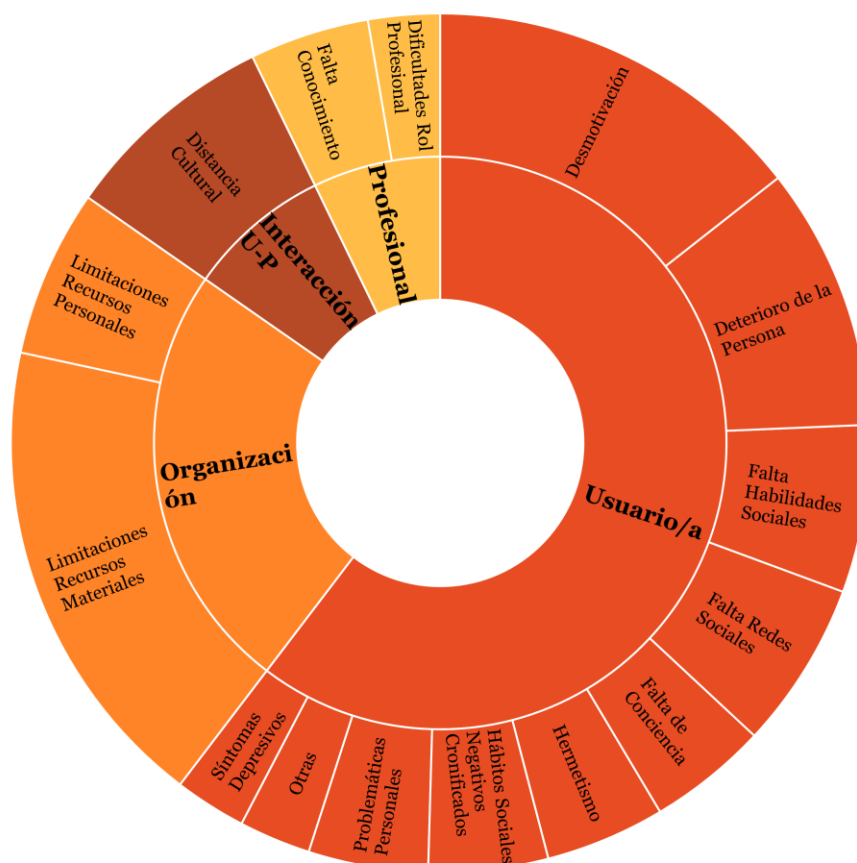 Desmotivación
Deterioro de la
Persona
Falta
Habilidades
Sociales
Falta Redes
Sociales
Falta de
Conciencia
Hermetismo
Hábitos Sociales
Negativos
Cronificados
Problemáticas
Personales
Otras
Síntomas
Depresivos
Usuario/a
Limitaciones
Recursos
Materiales
Limitaciones
Recursos
Personales
Organizaci
ón
Distancia
Cultural
Interacción
U-P
Falta
Conocimiento
Dificultades Rol
Profesional
Profesional